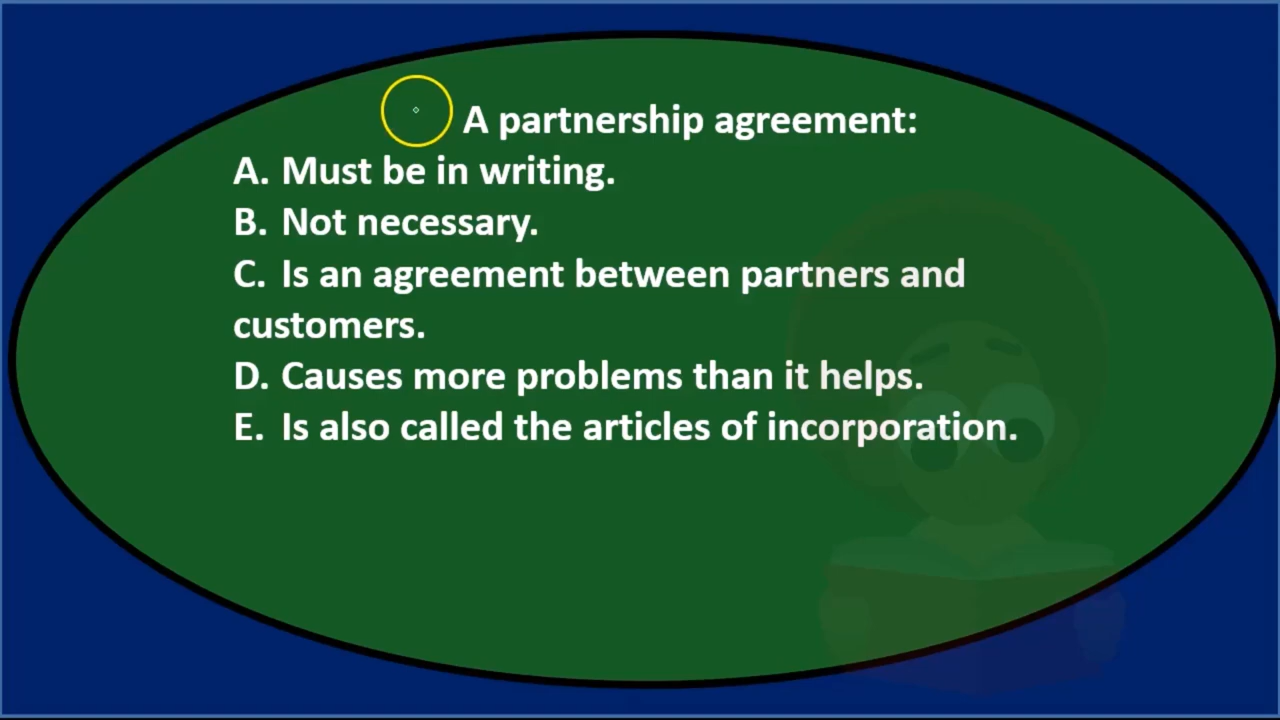 A partnership agreement:
A. Must be in writing.
B. Not necessary.
C. Is an agreement between partners and
customers.
D. Causes more problems than it helps.
E. Is also called the articles of incorporation.